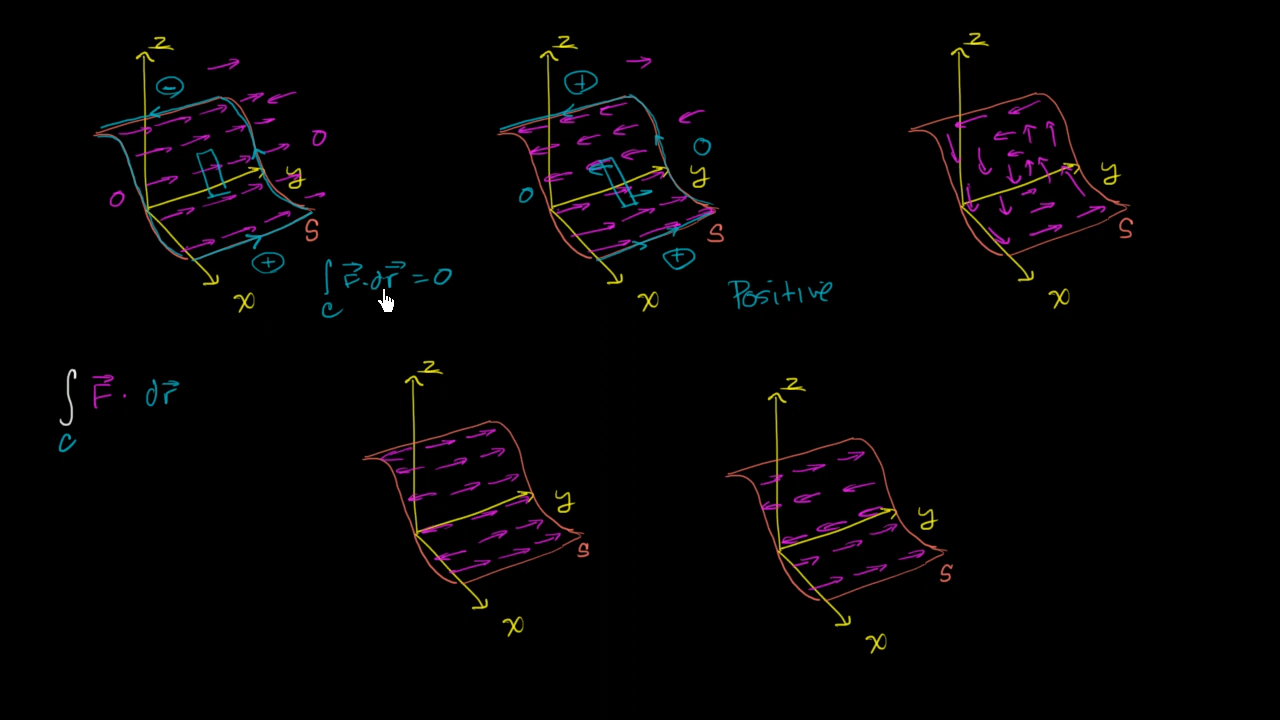 z
z
z
⊖
⊕
0
0
y
y
y
0
0
S
S
S
⊕
⊕
∫_C F⃗ · dr⃗ = 0
x
x
x
Positive
∫_C F⃗ · dr⃗
z
z
y
y
S
S
x
x